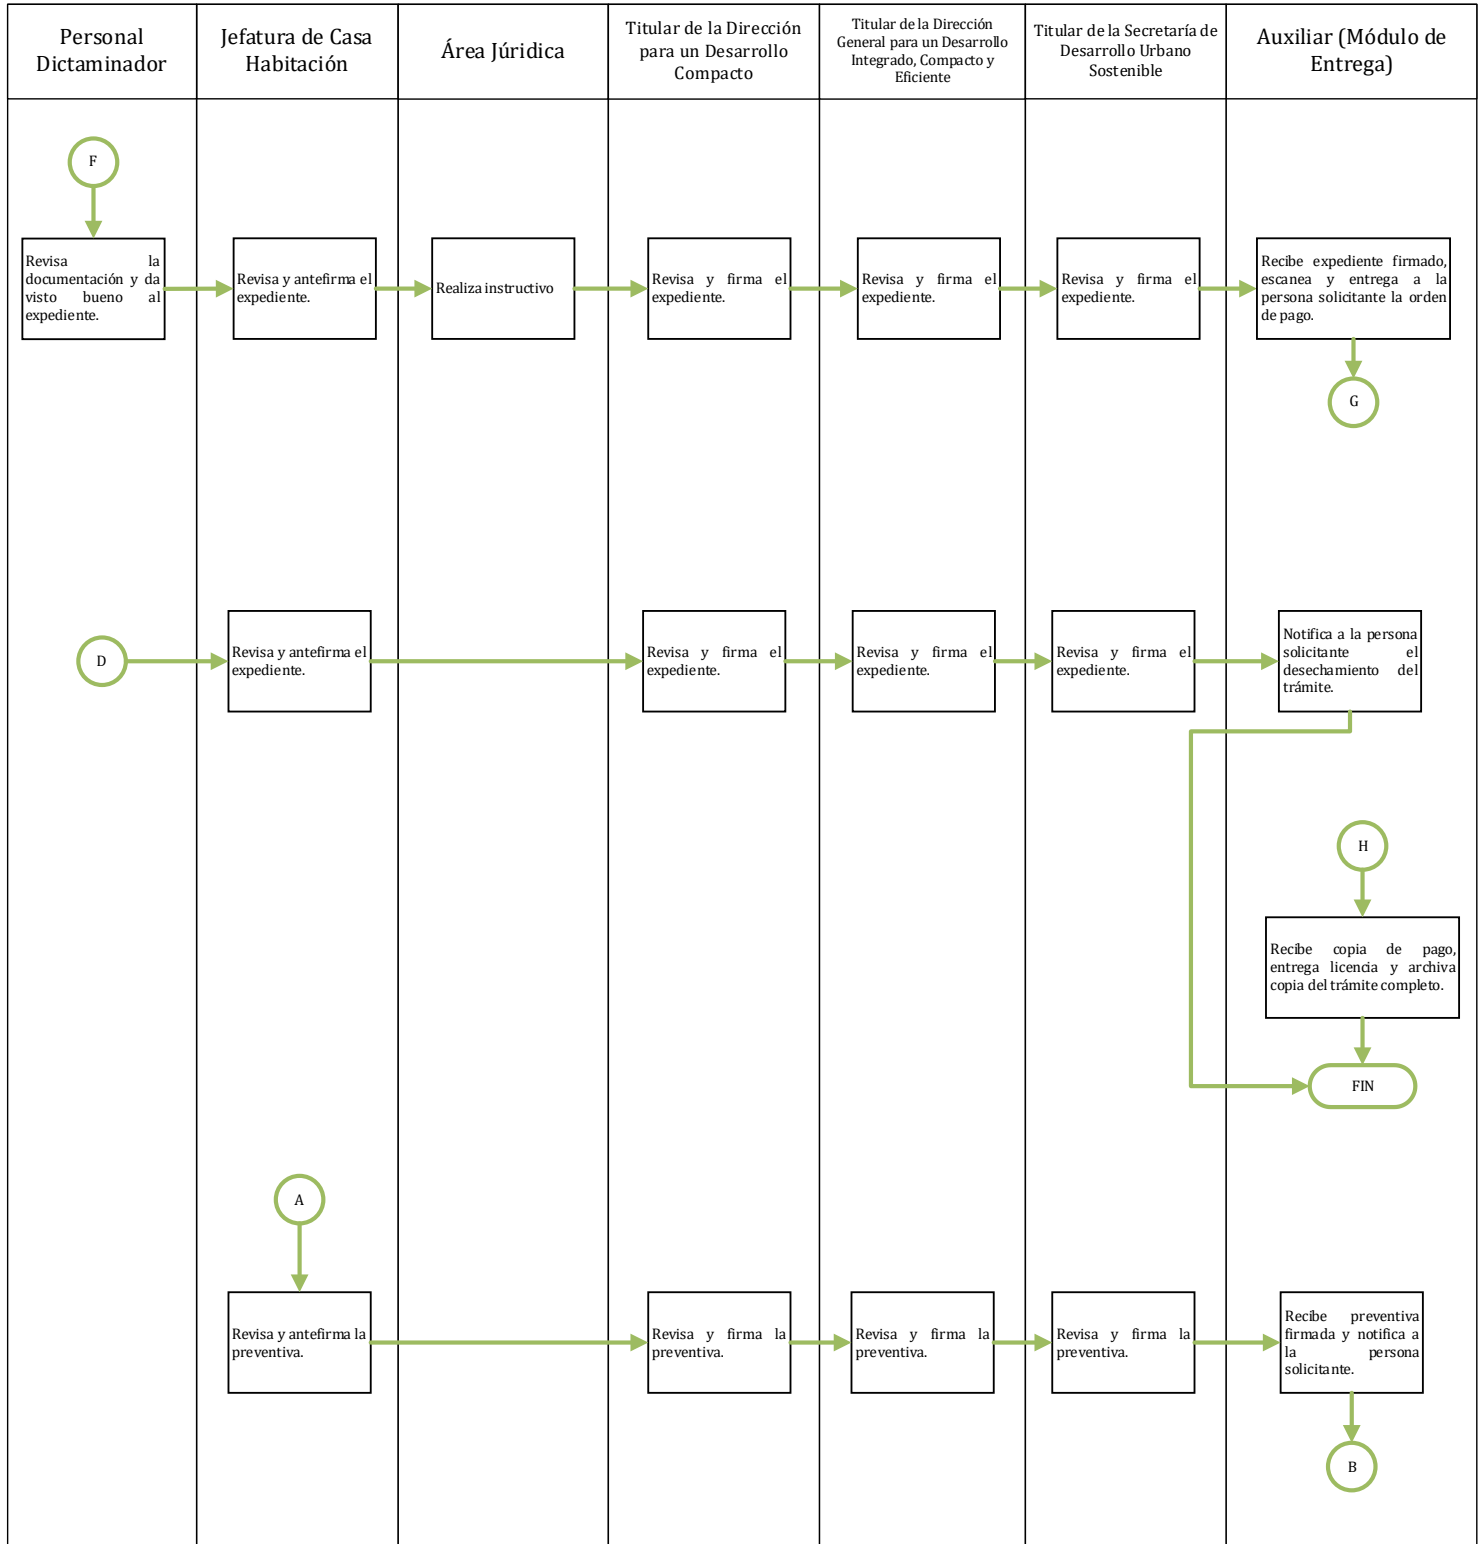 Personal
Dictaminador
Jefatura de Casa
Habitación
Área Júridica
Titular de la Dirección
para un Desarrollo
Compacto
Titular de la Dirección
General para un Desarrollo
Integrado, Compacto y
Eficiente
Titular de la Secretaría de
Desarrollo Urbano
Sostenible
Auxiliar (Módulo de
Entrega)
F
Revisa la
documentación y da
visto bueno al
expediente.
Revisa y antefirma el
expediente.
Realiza instructivo
Revisa y firma el
expediente.
Revisa y firma el
expediente.
Revisa y firma el
expediente.
Recibe expediente firmado,
escanea y entrega a la
persona solicitante la orden
de pago.
G
D
Revisa y antefirma el
expediente.
Revisa y firma el
expediente.
Revisa y firma el
expediente.
Revisa y firma el
expediente.
Notifica a la persona
solicitante el
desechamiento del
trámite.
H
Recibe copia de pago,
entrega licencia y archiva
copia del trámite completo.
FIN
A
Revisa y antefirma la
preventiva.
Revisa y firma la
preventiva.
Revisa y firma la
preventiva.
Revisa y firma la
preventiva.
Recibe preventiva
firmada y notifica a
la persona
solicitante.
B